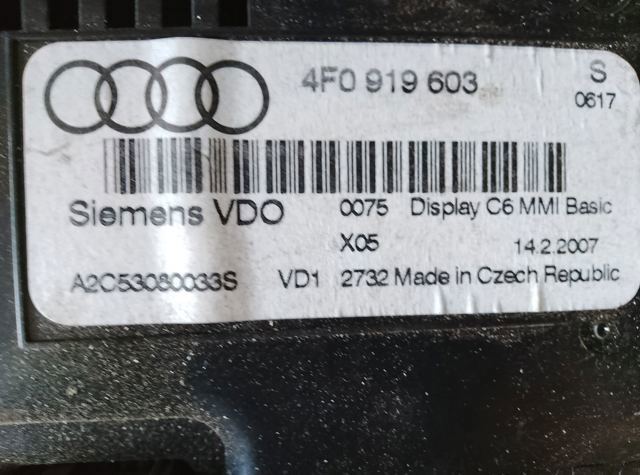 4F0 919 603 S
0617
Siemens VDO 0075 Display C6 MMI Basic
X05 14.2.2007
A2C53080033S VD1 2732 Made in Czech Republic